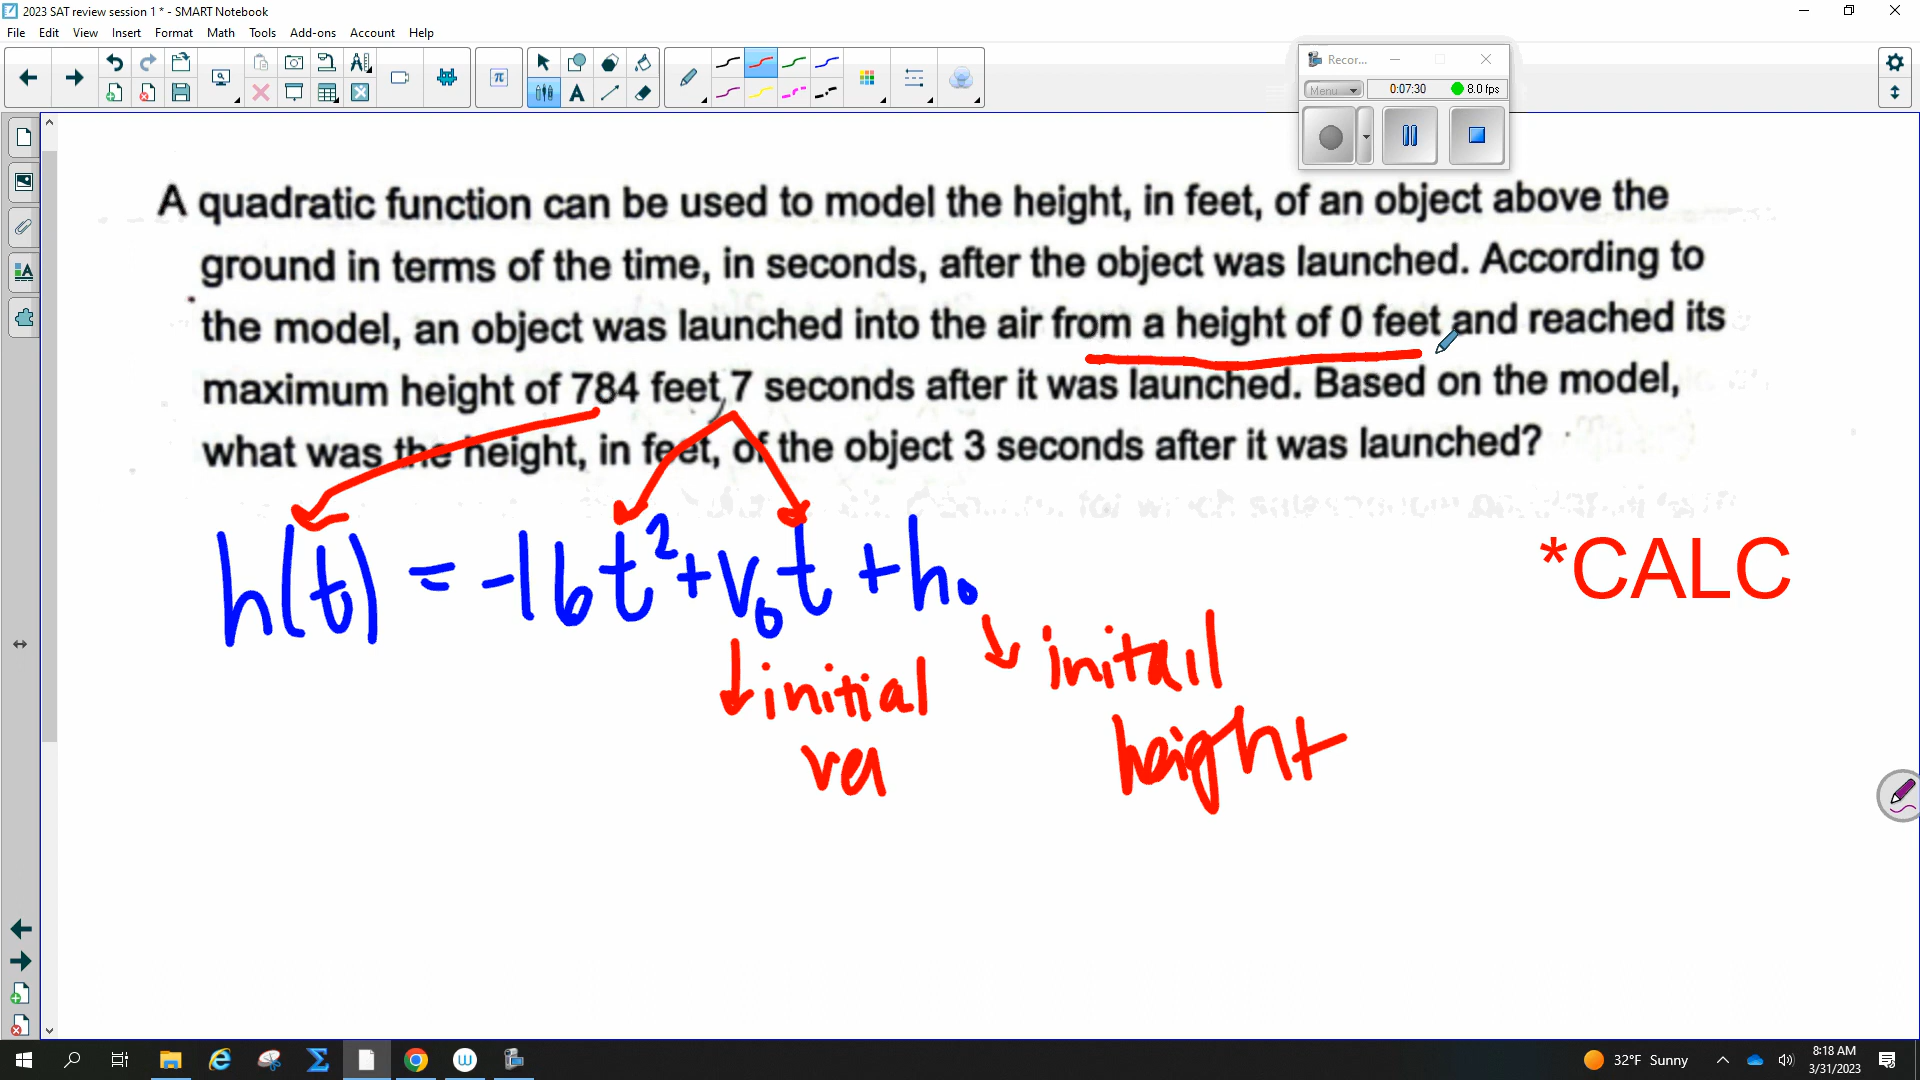 2023 SAT review session 1 * - SMART Notebook
File Edit View Insert Format Math Tools Add-ons Account Help
Recor...
Menu 0:07:30 8.0 fps
A quadratic function can be used to model the height, in feet, of an object above the
ground in terms of the time, in seconds, after the object was launched. According to
the model, an object was launched into the air from a height of 0 feet and reached its
maximum height of 784 feet, 7 seconds after it was launched. Based on the model,
what was the height, in feet, of the object 3 seconds after it was launched?
h(t) = -16t²+v₀t +h₀
*CALC
initial
vel
initail
height
32°F Sunny
8:18 AM
3/31/2023